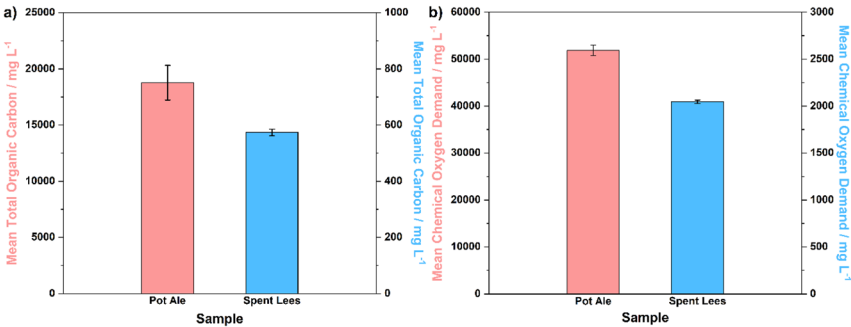 a)
Mean Total Organic Carbon / mg L⁻¹
25000
20000
15000
10000
5000
0
1000
800
600
400
200
0
Mean Total Organic Carbon / mg L⁻¹
Pot Ale Spent Lees
Sample
b)
Mean Chemical Oxygen Demand / mg L⁻¹
60000
50000
40000
30000
20000
10000
0
3000
2500
2000
1500
1000
500
0
Mean Chemical Oxygen Demand / mg L⁻¹
Pot Ale Spent Lees
Sample